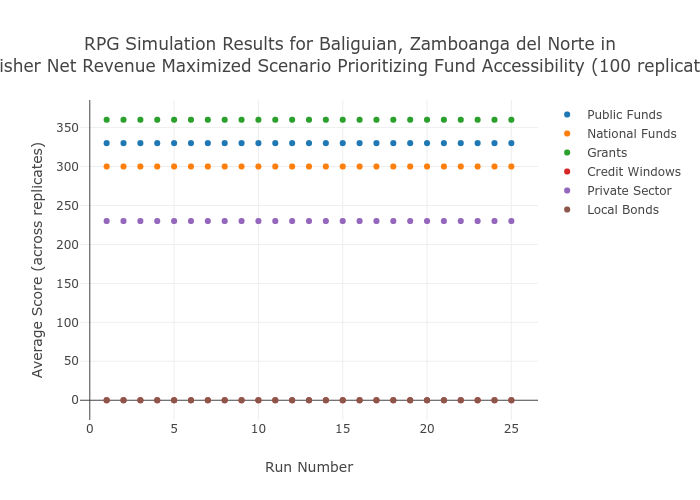 RPG Simulation Results for Baliguian, Zamboanga del Norte in
isher Net Revenue Maximized Scenario Prioritizing Fund Accessibility (100 replicat
350
300
250
200
150
100
50
0
Average Score (across replicates)
0 5 10 15 20 25
Run Number
Public Funds
National Funds
Grants
Credit Windows
Private Sector
Local Bonds